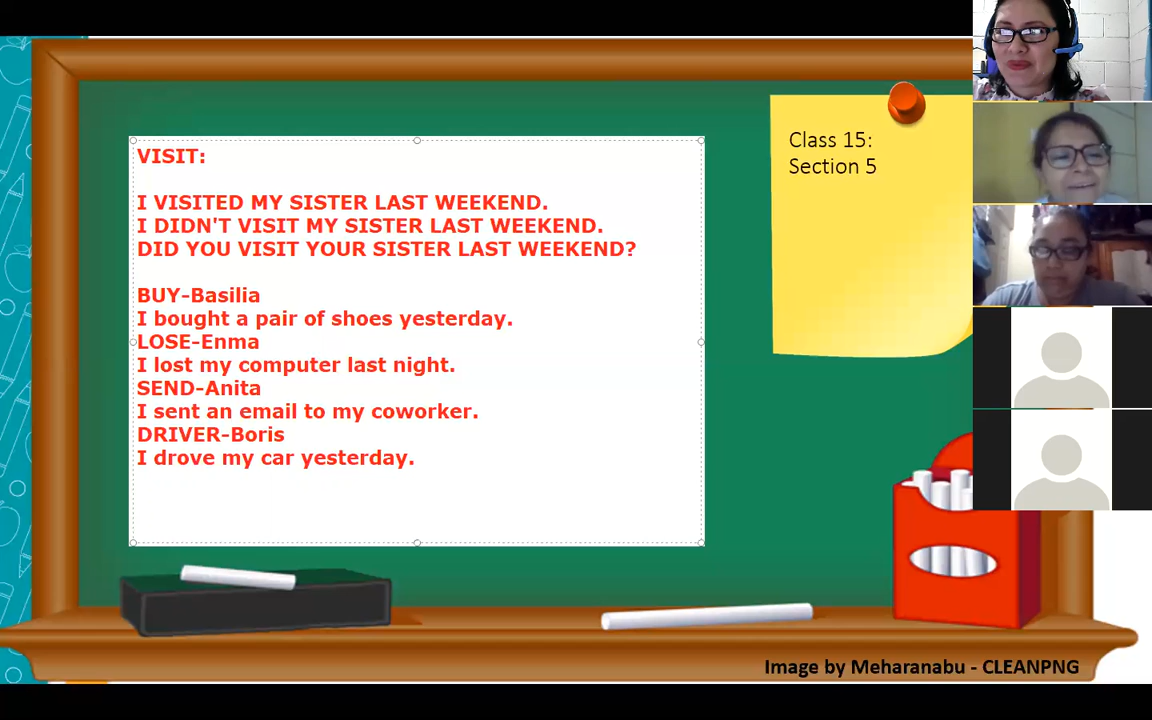 VISIT:
I VISITED MY SISTER LAST WEEKEND.
I DIDN'T VISIT MY SISTER LAST WEEKEND.
DID YOU VISIT YOUR SISTER LAST WEEKEND?
BUY-Basilia
I bought a pair of shoes yesterday.
LOSE-Enma
I lost my computer last night.
SEND-Anita
I sent an email to my coworker.
DRIVER-Boris
I drove my car yesterday.
Class 15:
Section 5
Image by Meharanabu - CLEANPNG